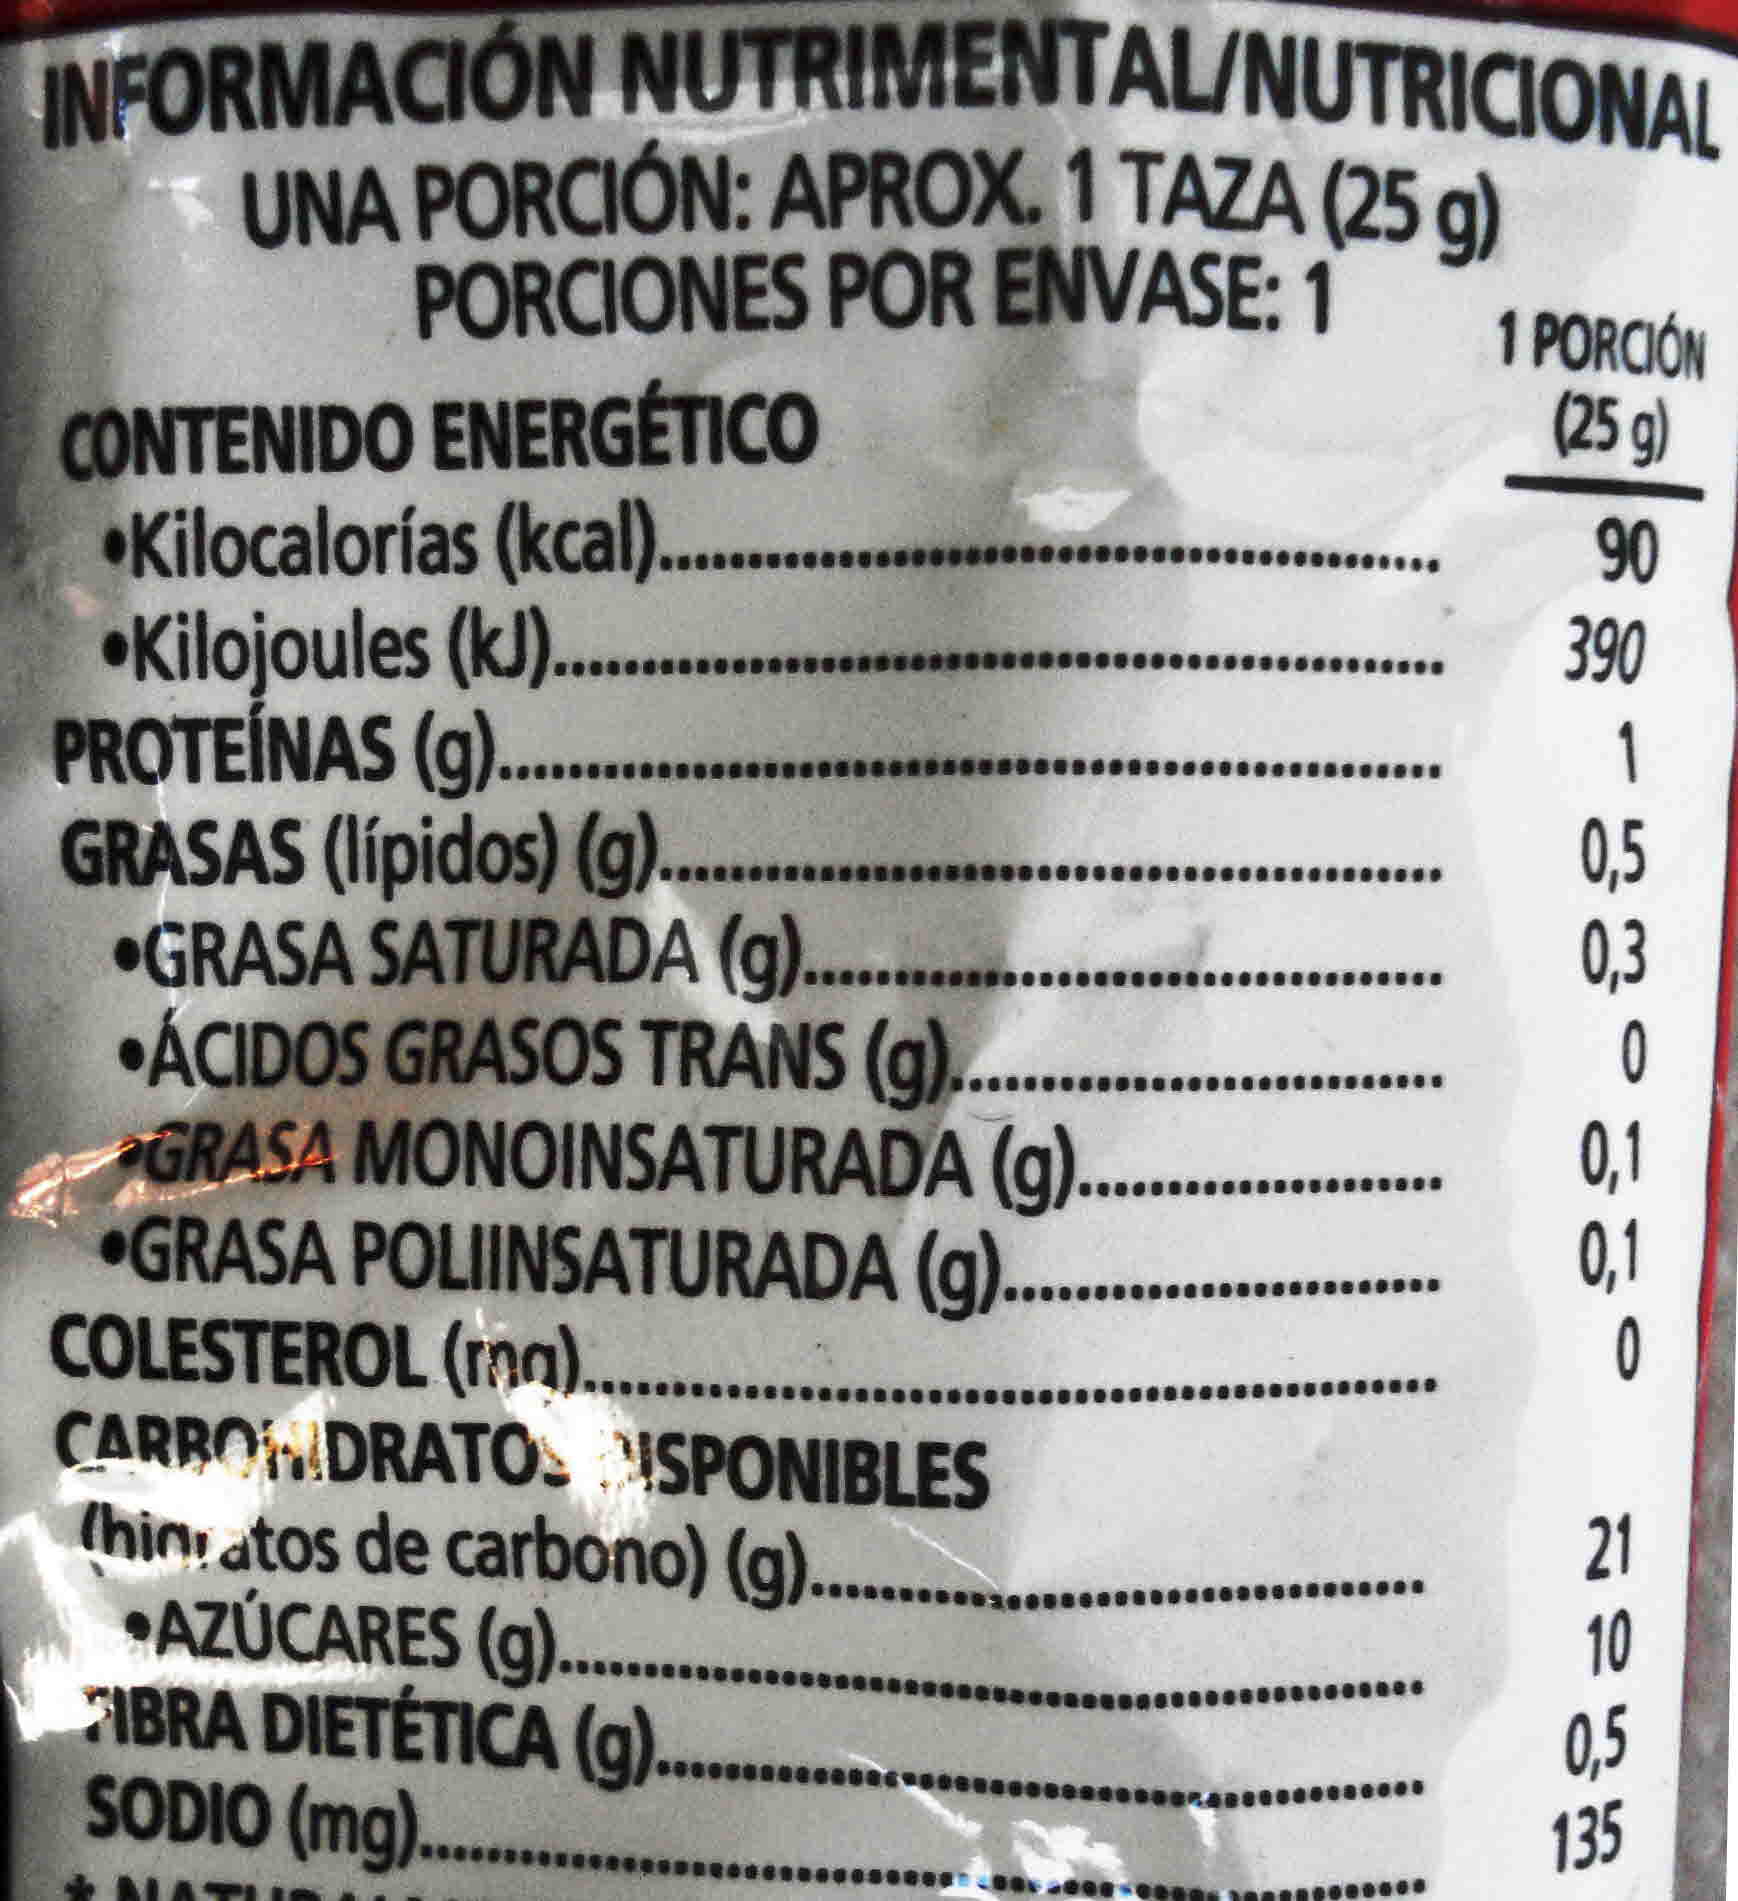 INFORMACIÓN NUTRIMENTAL/NUTRICIONAL
UNA PORCIÓN: APROX. 1 TAZA (25 g)
PORCIONES POR ENVASE: 1
1 PORCIÓN
(25 g)
CONTENIDO ENERGÉTICO
•Kilocalorías (kcal)........ 90
•Kilojoules (kJ)........ 390
PROTEÍNAS (g)........ 1
GRASAS (lípidos) (g)........ 0,5
•GRASA SATURADA (g)........ 0,3
•ÁCIDOS GRASOS TRANS (g)........ 0
•GRASA MONOINSATURADA (g)........ 0,1
•GRASA POLIINSATURADA (g)........ 0,1
COLESTEROL (mg)........ 0
CARBOHIDRATOS DISPONIBLES
(hidratos de carbono) (g)........ 21
•AZÚCARES (g)........ 10
FIBRA DIETÉTICA (g)........ 0,5
SODIO (mg)........ 135